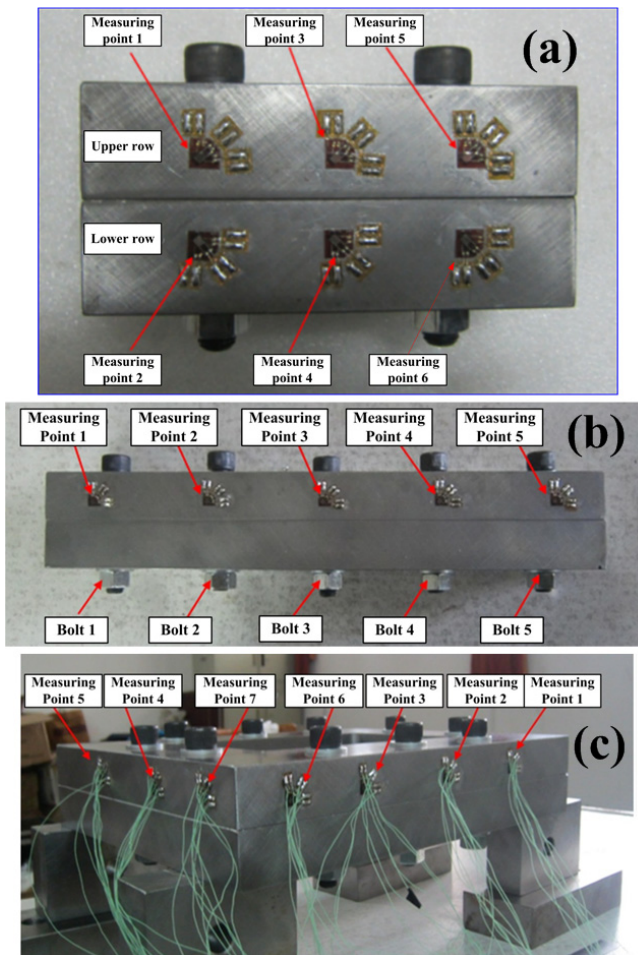 Measuring
point 1
Measuring
point 3
Measuring
point 5
(a)
Upper row
Lower row
Measuring
point 2
Measuring
point 4
Measuring
point 6
(b)
Measuring
Point 1
Measuring
Point 2
Measuring
Point 3
Measuring
Point 4
Measuring
Point 5
Bolt 1
Bolt 2
Bolt 3
Bolt 4
Bolt 5
Measuring
Point 5
Measuring
Point 4
Measuring
Point 7
Measuring
Point 6
Measuring
Point 3
Measuring
Point 2
Measuring
Point 1
(c)